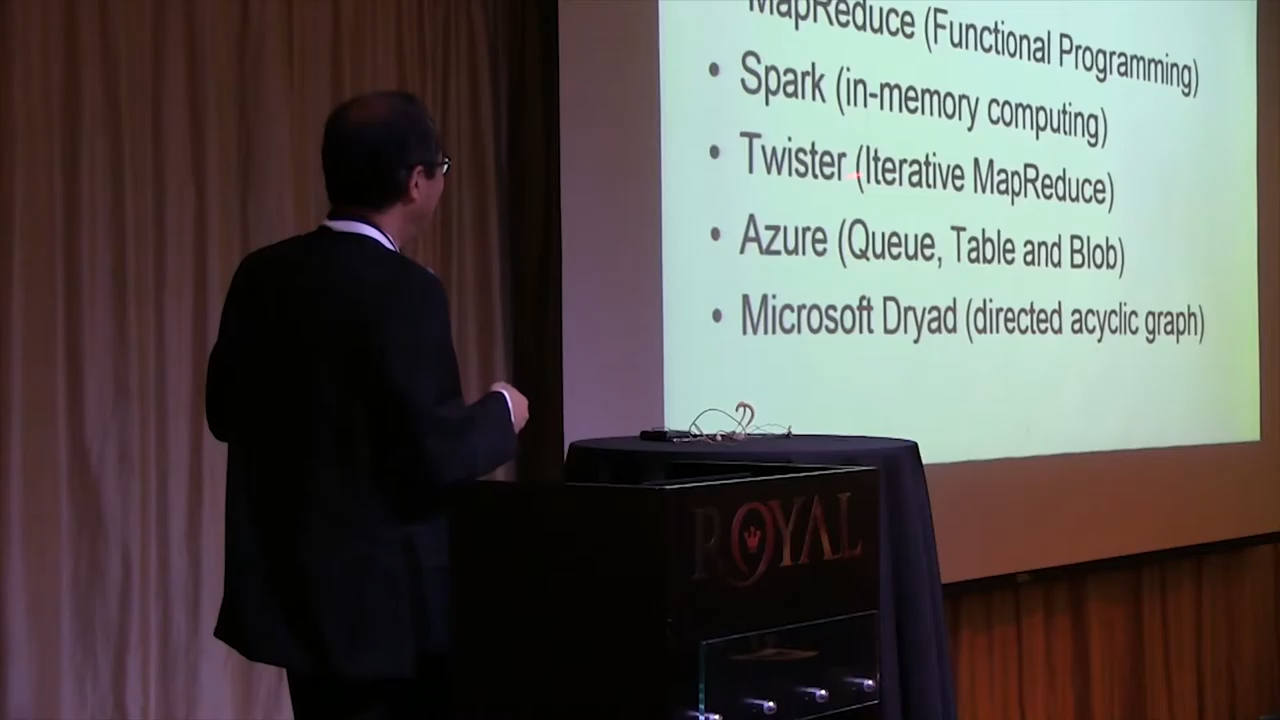 MapReduce (Functional Programming)
• Spark (in-memory computing)
• Twister (Iterative MapReduce)
• Azure (Queue, Table and Blob)
• Microsoft Dryad (directed acyclic graph)
ROYAL